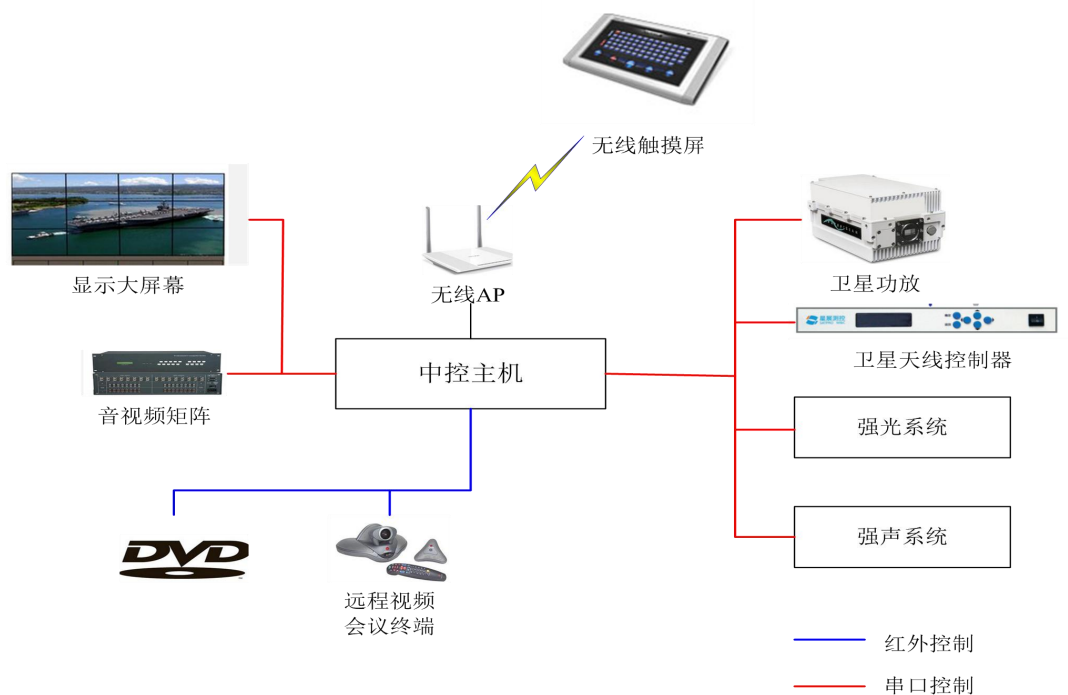 无线触摸屏
显示大屏幕
无线AP
卫星功放
中控主机
卫星天线控制器
音视频矩阵
强光系统
强声系统
DVD
远程视频
会议终端
红外控制
串口控制